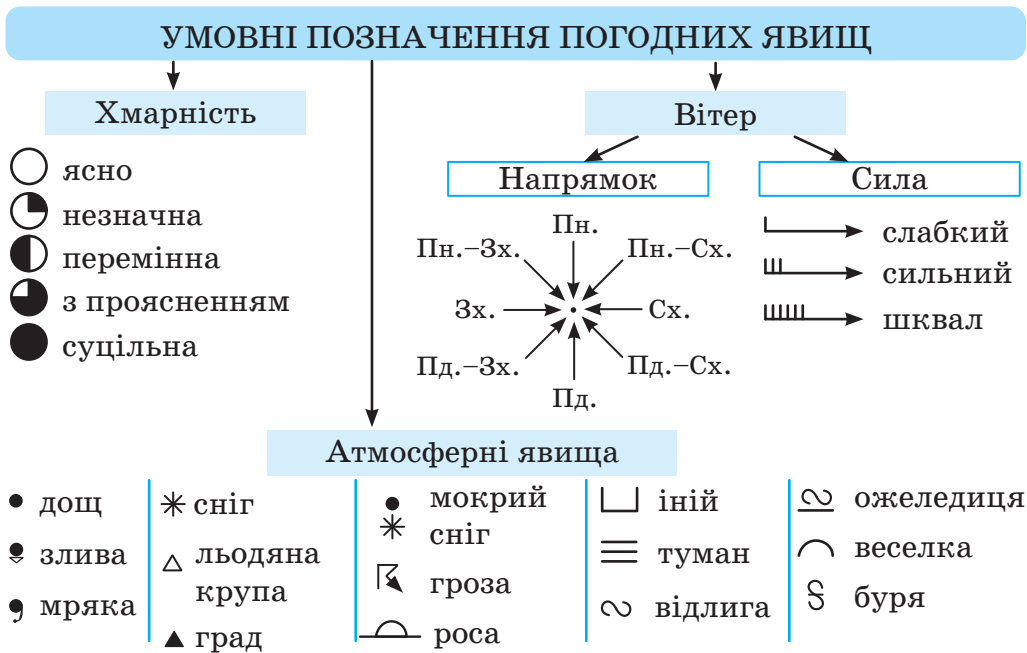 УМОВНІ ПОЗНАЧЕННЯ ПОГОДНИХ ЯВИЩ
Хмарність
ясно
незначна
перемінна
з проясненням
суцільна
Вітер
Напрямок
Пн.
Пн.–Зх.
Пн.–Сх.
Зх.
Сх.
Пд.–Зх.
Пд.–Сх.
Пд.
Сила
слабкий
сильний
шквал
Атмосферні явища
дощ
злива
мряка
сніг
льодяна
крупа
град
мокрий
сніг
гроза
роса
іній
туман
відлига
ожеледиця
веселка
буря